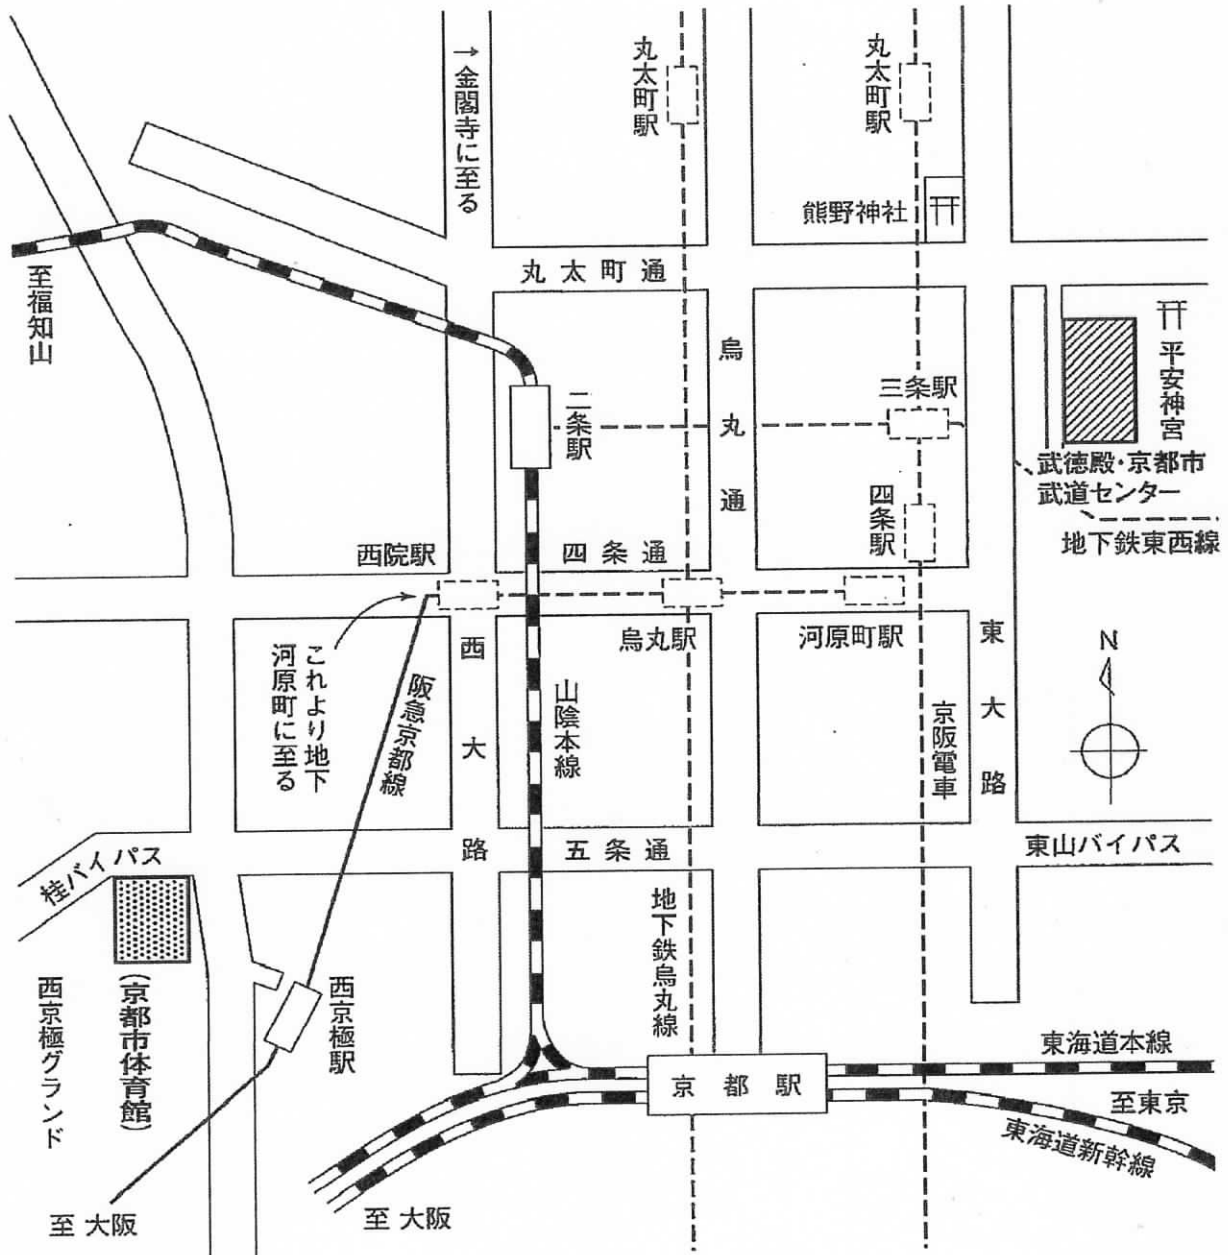 →金閣寺に至る
丸太町駅
丸太町駅
熊野神社
丸太町通
至福知山
烏丸通
平安神宮
二条駅
三条駅
武徳殿・京都市
武道センター
地下鉄東西線
四条駅
西院駅
四条通
烏丸駅
河原町駅
これより地下
河原町に至る
阪急京都線
西大路
山陰本線
京阪電車
東大路
N
桂バイパス
五条通
東山バイパス
西京極グランド
(京都市体育館)
西京極駅
地下鉄烏丸線
京都駅
東海道本線
至東京
東海道新幹線
至 大阪
至 大阪